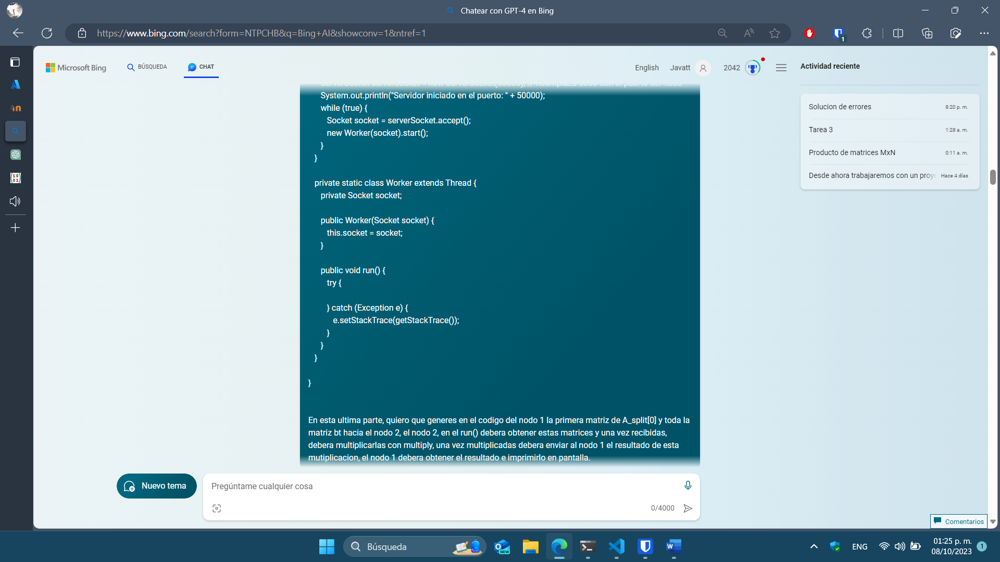 Chatear con GPT-4 en Bing
https://www.bing.com/search?form=NTPCHB&q=Bing+AI&showconv=1&ntref=1
1
Microsoft Bing
BÚSQUEDA
CHAT
English
Javatt
2042
Actividad reciente
Solucion de errores 8:20 p. m.
Tarea 3 1:28 a. m.
Producto de matrices MxN 0:11 a. m.
Desde ahora trabajaremos con un proye Hace 4 días
System.out.println("Servidor iniciado en el puerto: " + 50000);
while (true) {
Socket socket = serverSocket.accept();
new Worker(socket).start();
}
}
private static class Worker extends Thread {
private Socket socket;
public Worker(Socket socket) {
this.socket = socket;
}
public void run() {
try {
} catch (Exception e) {
e.setStackTrace(getStackTrace());
}
}
}
}
En esta ultima parte, quiero que generes en el codigo del nodo 1 la primera matriz de A_split[0] y toda la
matriz bt hacia el nodo 2, el nodo 2, en el run() debera obtener estas matrices y una vez recibidas,
debera multiplicarlas con multiply, una vez multiplicadas debera enviar al nodo 1 el resultado de esta
mutiplicacion, el nodo 1 debera obtener el resultado e imprimirlo en pantalla.
Nuevo tema
Pregúntame cualquier cosa
0/4000
Comentarios
Búsqueda
NEW
ENG
01:25 p. m.
08/10/2023
1